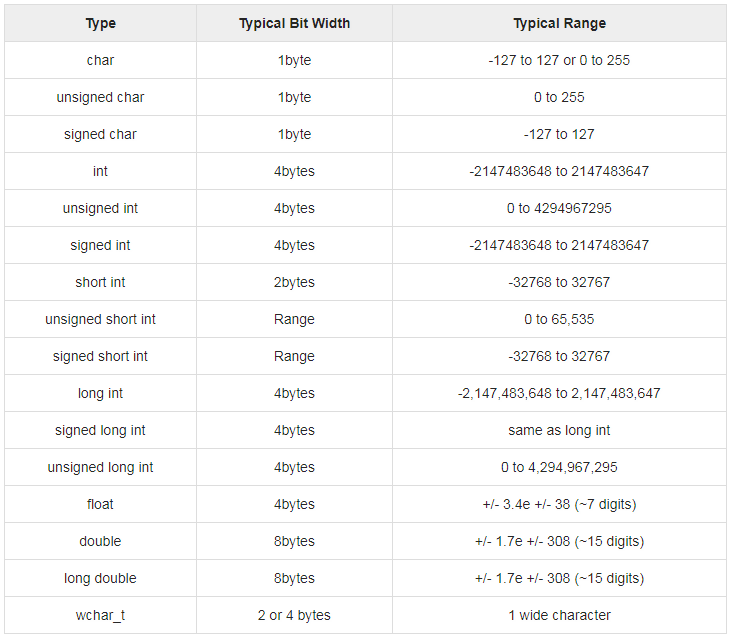 Type Typical Bit Width Typical Range
char 1byte -127 to 127 or 0 to 255
unsigned char 1byte 0 to 255
signed char 1byte -127 to 127
int 4bytes -2147483648 to 2147483647
unsigned int 4bytes 0 to 4294967295
signed int 4bytes -2147483648 to 2147483647
short int 2bytes -32768 to 32767
unsigned short int Range 0 to 65,535
signed short int Range -32768 to 32767
long int 4bytes -2,147,483,648 to 2,147,483,647
signed long int 4bytes same as long int
unsigned long int 4bytes 0 to 4,294,967,295
float 4bytes +/- 3.4e +/- 38 (~7 digits)
double 8bytes +/- 1.7e +/- 308 (~15 digits)
long double 8bytes +/- 1.7e +/- 308 (~15 digits)
wchar_t 2 or 4 bytes 1 wide character